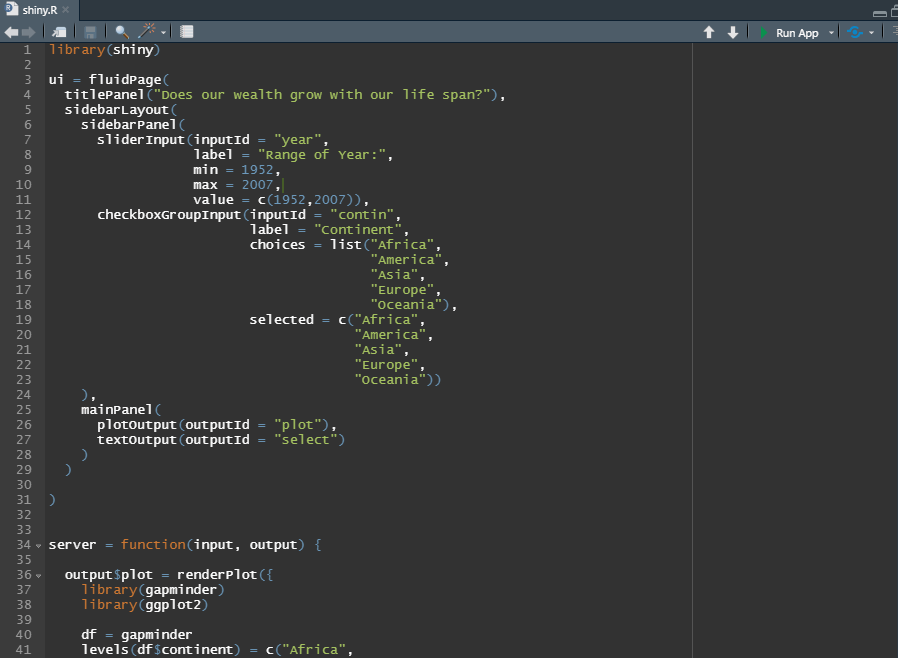 shiny.R
Run App
1 library(shiny)
2
3 ui = fluidPage(
4   titlePanel("Does our wealth grow with our life span?"),
5   sidebarLayout(
6     sidebarPanel(
7       sliderInput(inputId = "year",
8                   label = "Range of Year:",
9                   min = 1952,
10                   max = 2007,
11                   value = c(1952,2007)),
12       checkboxGroupInput(inputId = "contin",
13                          label = "Continent",
14                          choices = list("Africa",
15                                         "America",
16                                         "Asia",
17                                         "Europe",
18                                         "Oceania"),
19                          selected = c("Africa",
20                                       "America",
21                                       "Asia",
22                                       "Europe",
23                                       "Oceania"))
24     ),
25     mainPanel(
26       plotOutput(outputId = "plot"),
27       textOutput(outputId = "select")
28     )
29   )
30
31 )
32
33
34 server = function(input, output) {
35
36   output$plot = renderPlot({
37     library(gapminder)
38     library(ggplot2)
39
40     df = gapminder
41     levels(df$continent) = c("Africa",